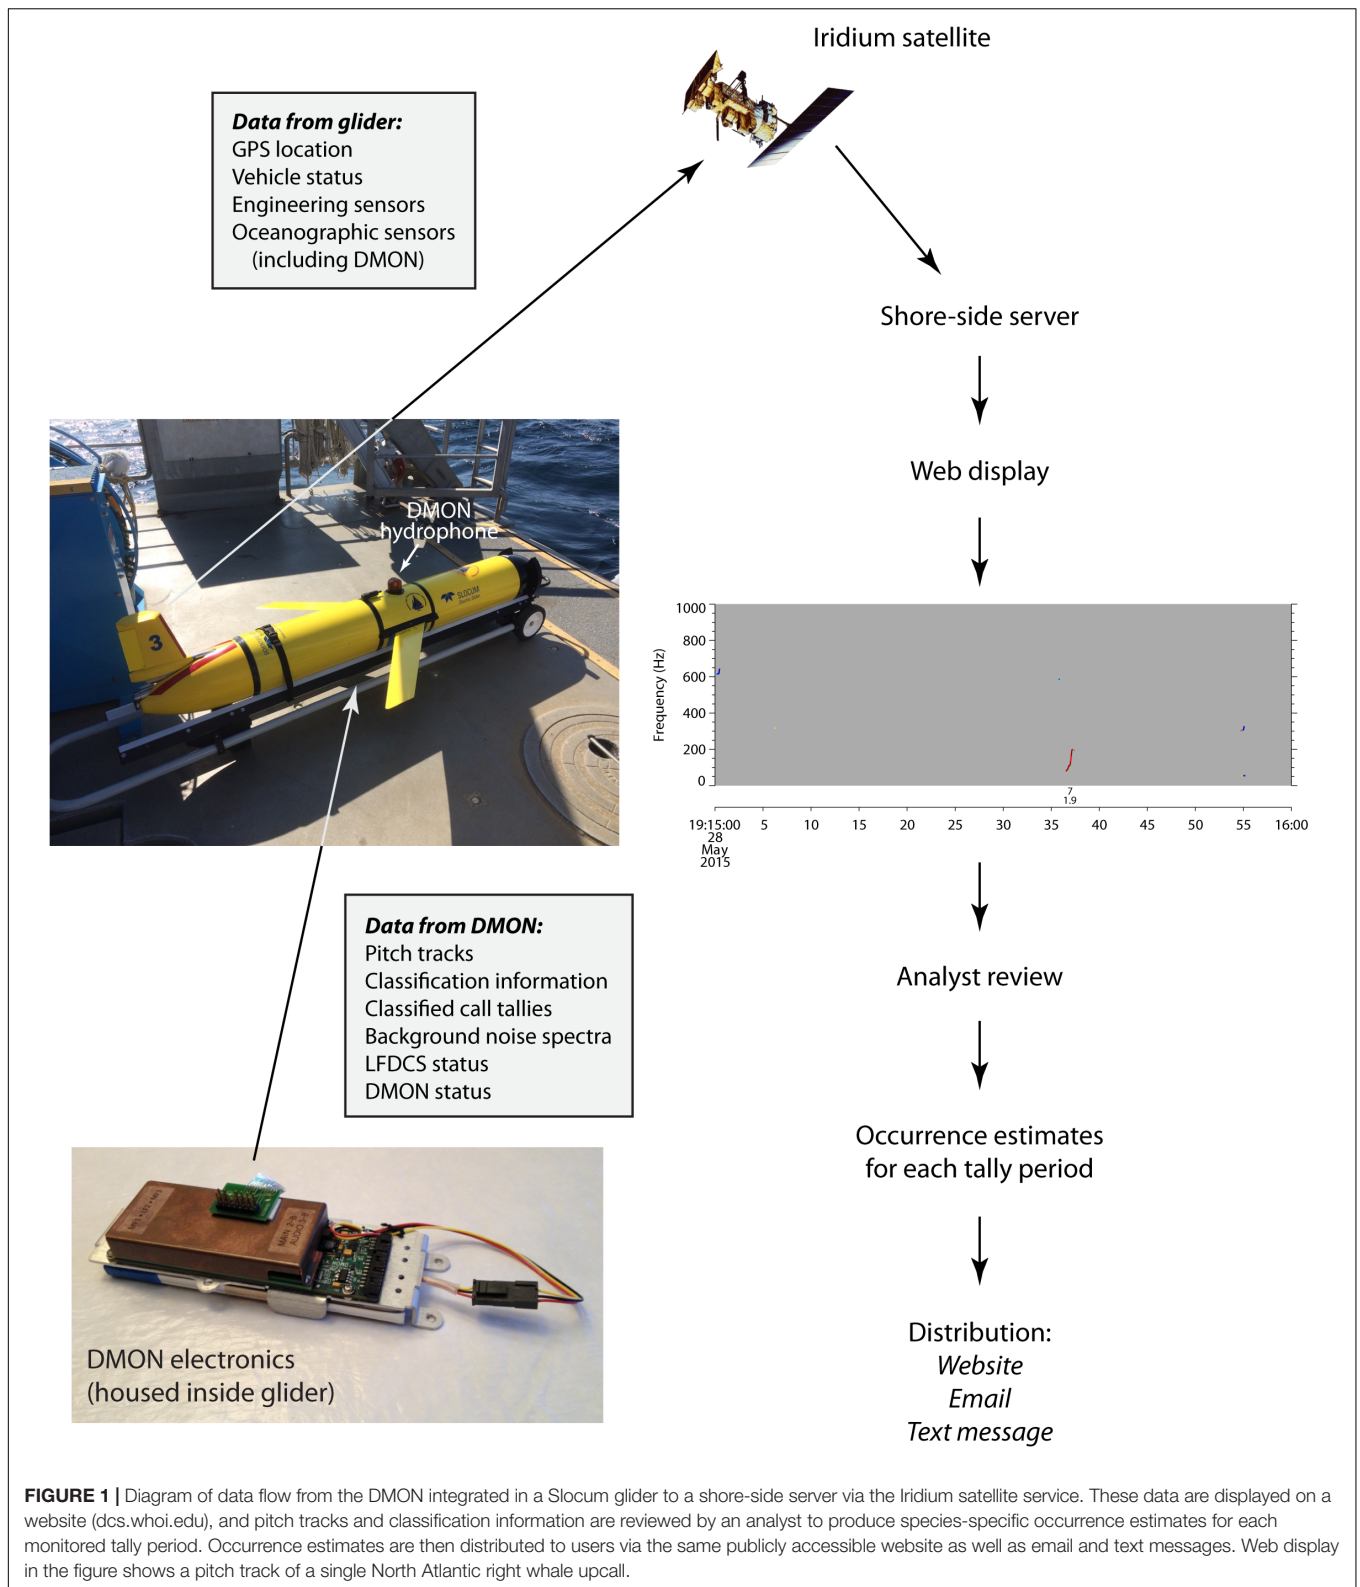 Iridium satellite
Data from glider:
GPS location
Vehicle status
Engineering sensors
Oceanographic sensors
(including DMON)
Shore-side server
Web display
DMON
hydrophone
3
SLOCUM
1000
800
600
400
200
0
Frequency (Hz)
7
1.9
19:15:00 5 10 15 20 25 30 35 40 45 50 55 16:00
28
May
2015
Data from DMON:
Pitch tracks
Classification information
Classified call tallies
Background noise spectra
LFDCS status
DMON status
Analyst review
Occurrence estimates
for each tally period
MAIN 2-B
DMON electronics
(housed inside glider)
Distribution:
Website
Email
Text message
FIGURE 1 | Diagram of data flow from the DMON integrated in a Slocum glider to a shore-side server via the Iridium satellite service. These data are displayed on a
website (dcs.whoi.edu), and pitch tracks and classification information are reviewed by an analyst to produce species-specific occurrence estimates for each
monitored tally period. Occurrence estimates are then distributed to users via the same publicly accessible website as well as email and text messages. Web display
in the figure shows a pitch track of a single North Atlantic right whale upcall.